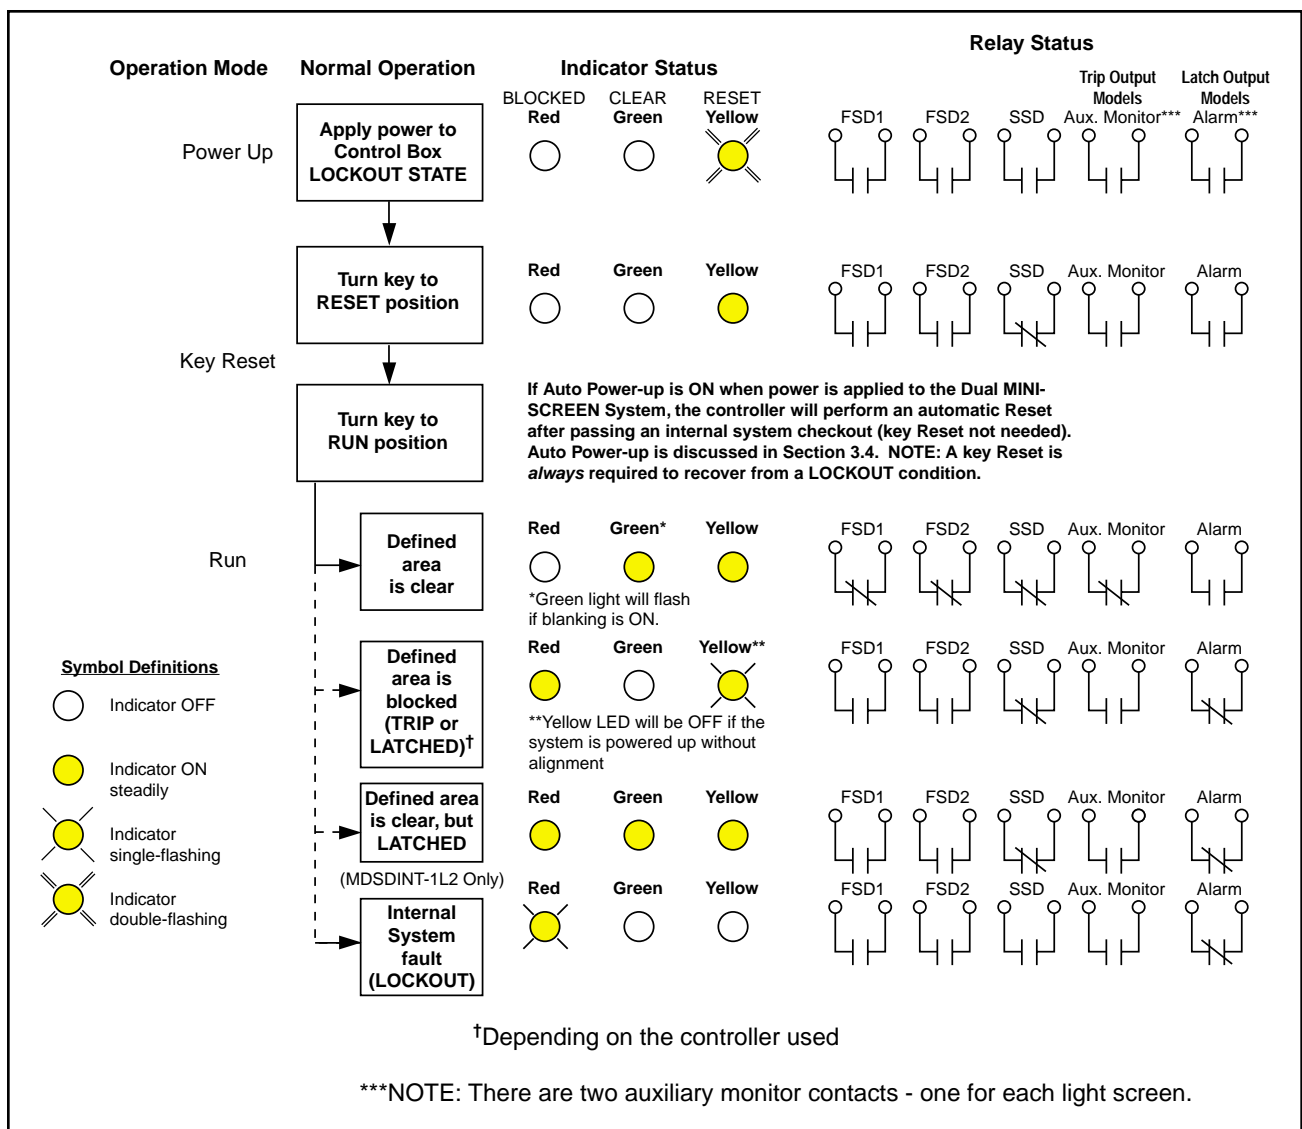 Relay Status
Operation Mode Normal Operation Indicator Status
Trip Output Models Latch Output Models
BLOCKED CLEAR RESET
Red Green Yellow
FSD1 FSD2 SSD Aux. Monitor*** Alarm***
Power Up
Apply power to
Control Box
LOCKOUT STATE
Turn key to
RESET position
Red Green Yellow
FSD1 FSD2 SSD Aux. Monitor Alarm
Key Reset
Turn key to
RUN position
If Auto Power-up is ON when power is applied to the Dual MINI-
SCREEN System, the controller will perform an automatic Reset
after passing an internal system checkout (key Reset not needed).
Auto Power-up is discussed in Section 3.4. NOTE: A key Reset is
always required to recover from a LOCKOUT condition.
Run
Defined
area
is clear
Red Green* Yellow
FSD1 FSD2 SSD Aux. Monitor Alarm
*Green light will flash
if blanking is ON.
Defined
area is
blocked
(TRIP or
LATCHED)†
Red Green Yellow**
FSD1 FSD2 SSD Aux. Monitor Alarm
**Yellow LED will be OFF if the
system is powered up without
alignment
Symbol Definitions
Indicator OFF
Indicator ON
steadily
Indicator
single-flashing
Indicator
double-flashing
Defined area
is clear, but
LATCHED
(MDSDINT-1L2 Only)
Red Green Yellow
FSD1 FSD2 SSD Aux. Monitor Alarm
Internal
System
fault
(LOCKOUT)
Red Green Yellow
FSD1 FSD2 SSD Aux. Monitor Alarm
†Depending on the controller used
***NOTE: There are two auxiliary monitor contacts - one for each light screen.